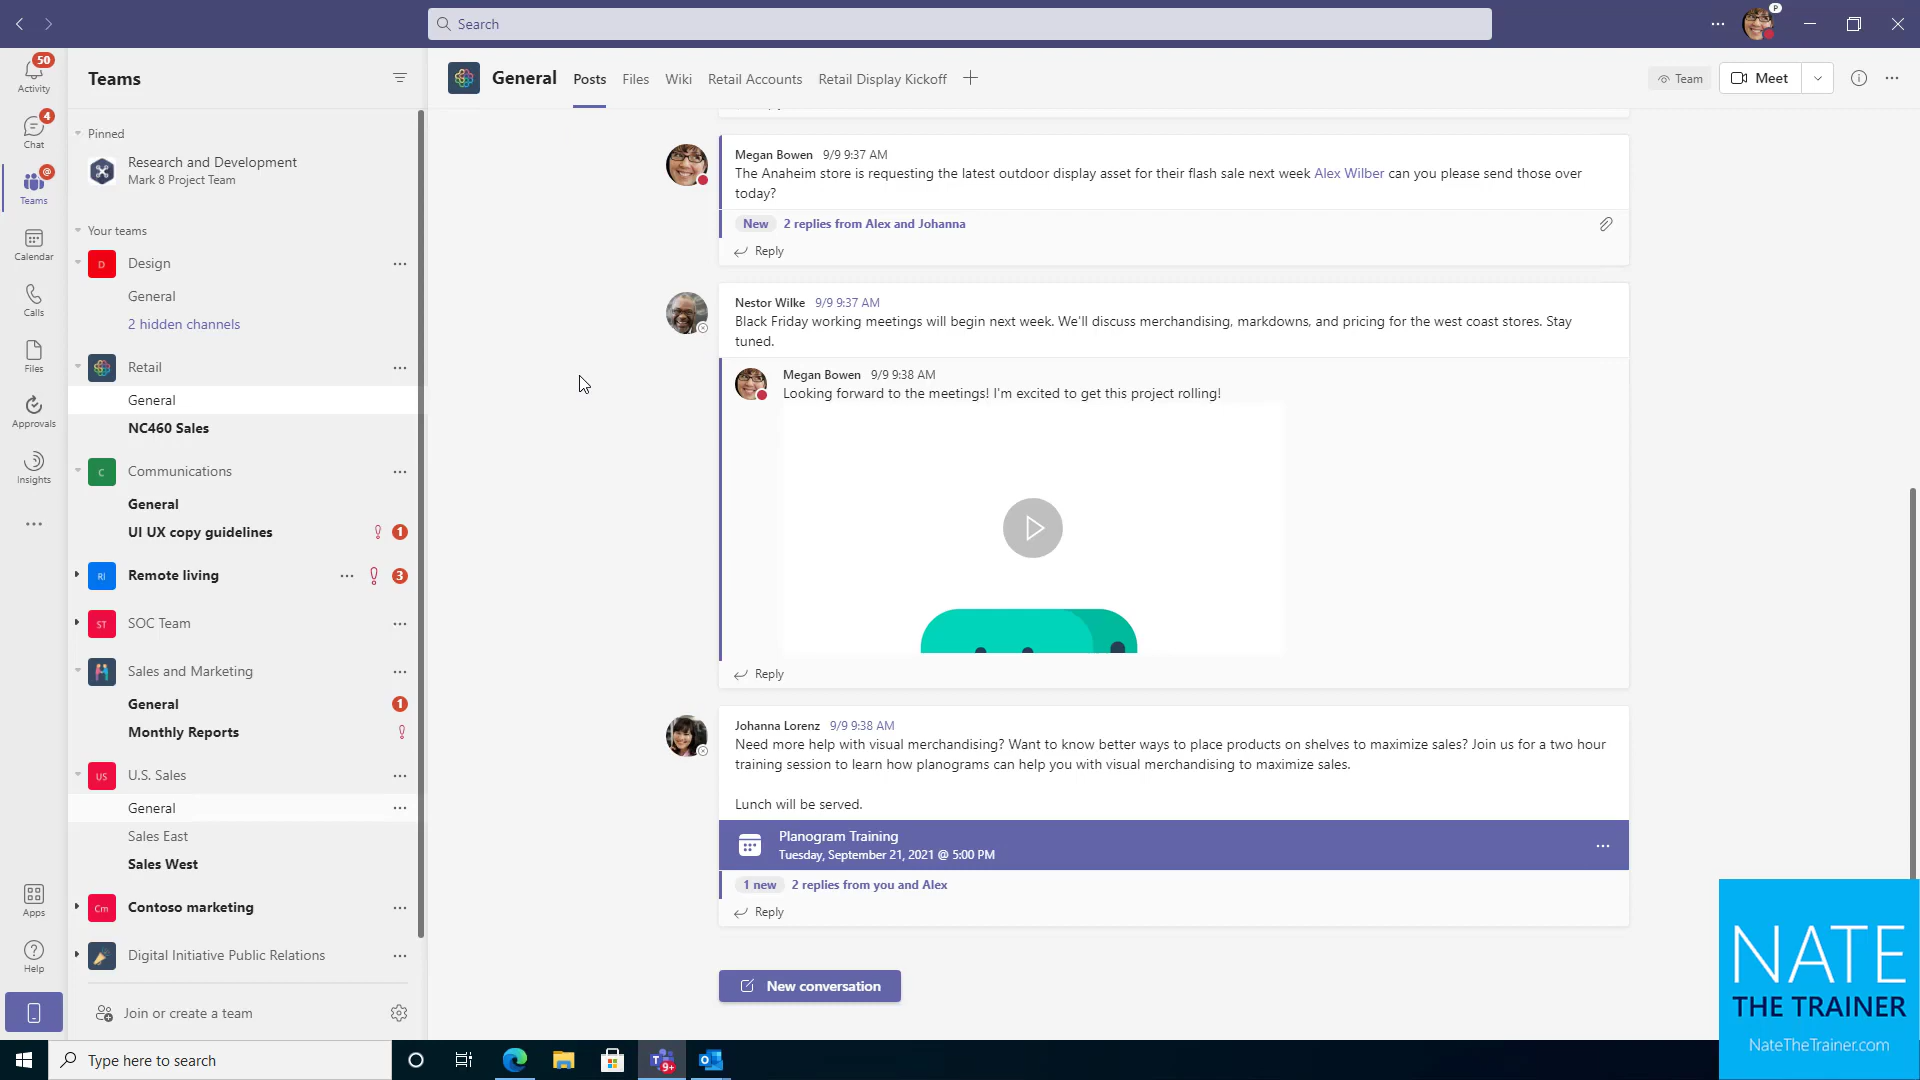 Search
P
50
Activity
4
Chat
@
Teams
Calendar
Calls
Files
Approvals
Insights
Apps
Help
Teams
Pinned
Research and Development
Mark 8 Project Team
Your teams
D
Design
General
2 hidden channels
Retail
General
NC460 Sales
C
Communications
General
UI UX copy guidelines ! 1
Rl
Remote living ! 3
ST
SOC Team
Sales and Marketing
General 1
Monthly Reports !
US
U.S. Sales
General
Sales East
Sales West
Cm
Contoso marketing
Digital Initiative Public Relations
Join or create a team
General Posts Files Wiki Retail Accounts Retail Display Kickoff
Team
Meet
Megan Bowen 9/9 9:37 AM
The Anaheim store is requesting the latest outdoor display asset for their flash sale next week Alex Wilber can you please send those over
today?
New 2 replies from Alex and Johanna
Reply
Nestor Wilke 9/9 9:37 AM
Black Friday working meetings will begin next week. We'll discuss merchandising, markdowns, and pricing for the west coast stores. Stay
tuned.
Megan Bowen 9/9 9:38 AM
Looking forward to the meetings! I'm excited to get this project rolling!
Reply
Johanna Lorenz 9/9 9:38 AM
Need more help with visual merchandising? Want to know better ways to place products on shelves to maximize sales? Join us for a two hour
training session to learn how planograms can help you with visual merchandising to maximize sales.
Lunch will be served.
Planogram Training
Tuesday, September 21, 2021 @ 5:00 PM
1 new 2 replies from you and Alex
Reply
New conversation
NATE
THE TRAINER
NateTheTrainer.com
Type here to search
T
9+